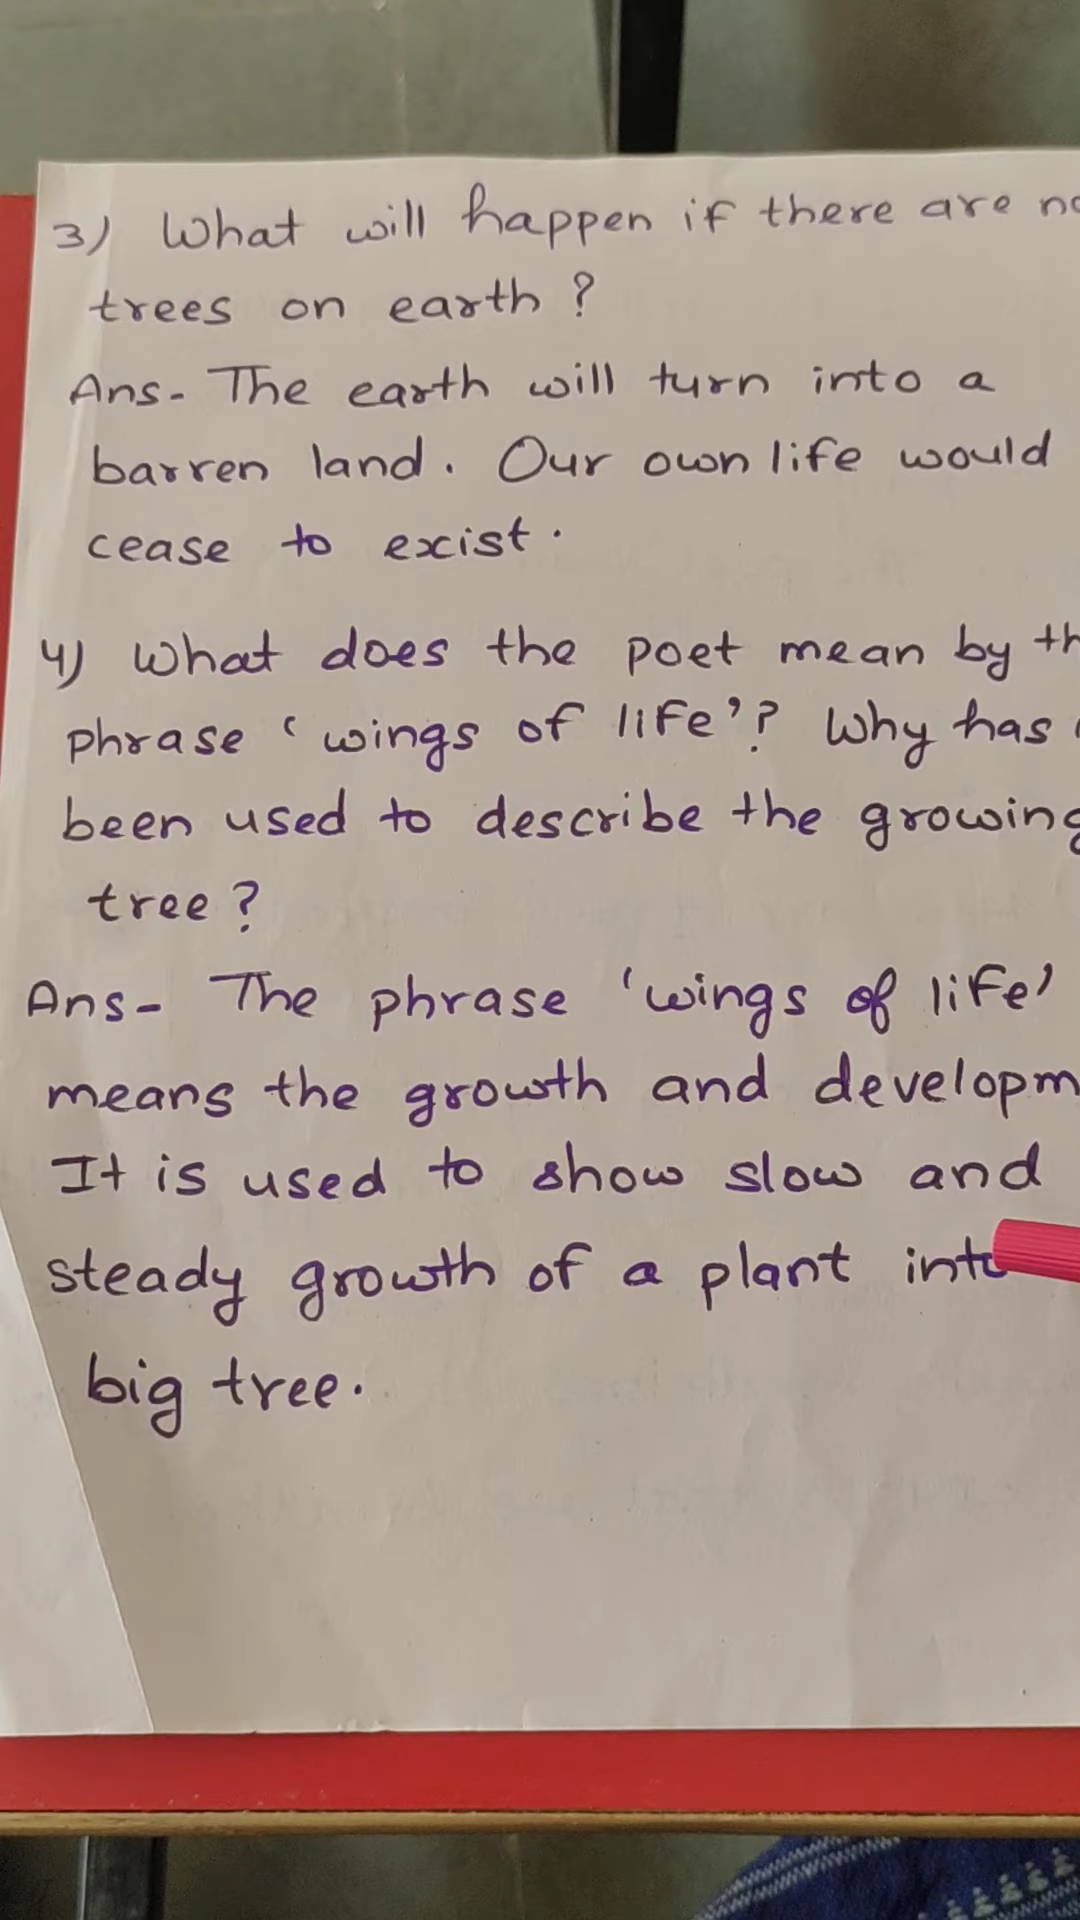 3) What will happen if there are no
trees on earth ?
Ans- The earth will turn into a
barren land. Our own life would
cease to exist.
4) What does the poet mean by th
phrase 'wings of life'? Why has
been used to describe the growing
tree ?
Ans- The phrase 'wings of life'
means the growth and developm
It is used to show slow and
steady growth of a plant into
big tree.